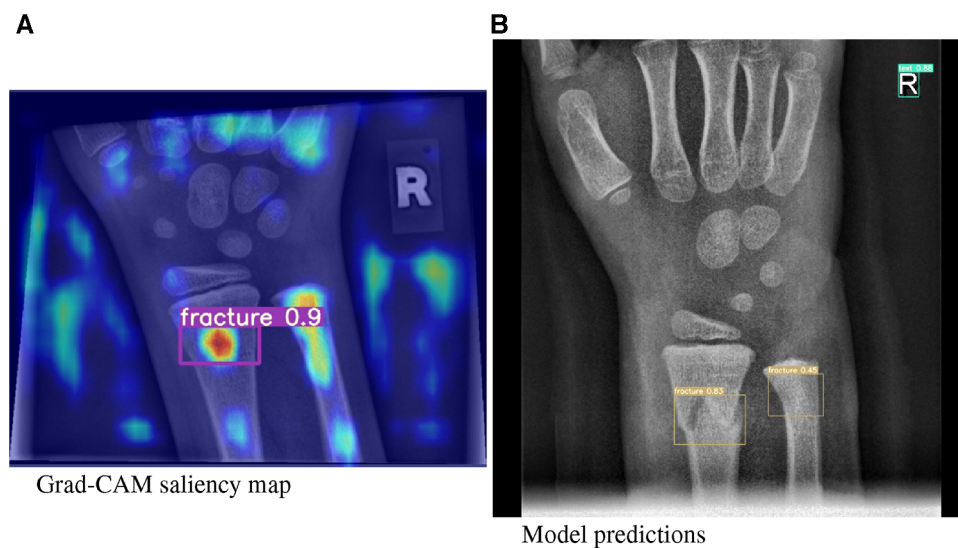 A
B
text 0.88
R
R
fracture 0.9
fracture 0.83
fracture 0.45
Grad-CAM saliency map
Model predictions